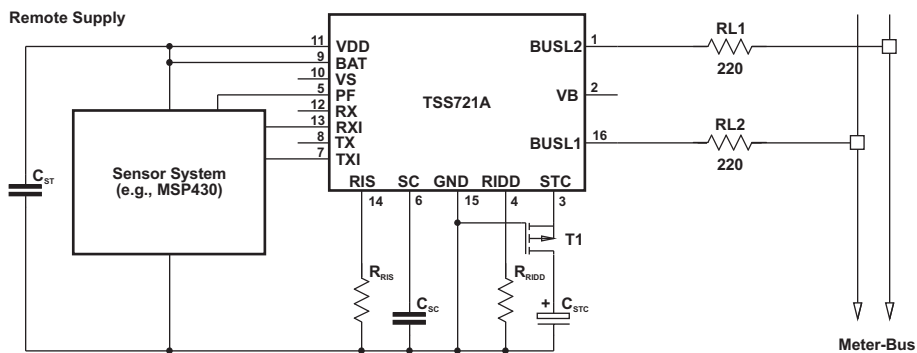 Remote Supply
RL1
220
RL2
220
TSS721A
11 VDD
9 BAT
10 VS
5 PF
12 RX
13 RXI
8 TX
7 TXI
BUSL2 1
VB 2
BUSL1 16
RIS SC GND RIDD STC
14 6 15 4 3
Sensor System
(e.g., MSP430)
CST
T1
RRIS
CSC
RRIDD
+ CSTC
Meter-Bus